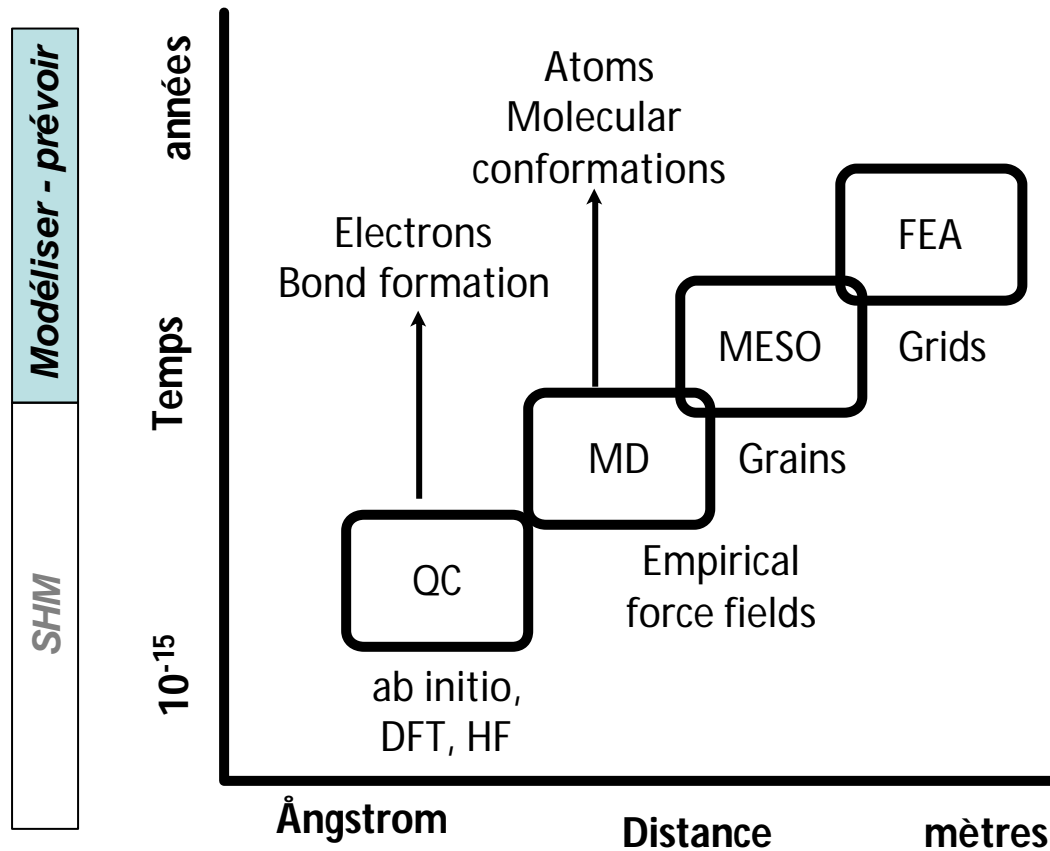 Modéliser - prévoir
SHM
années
Temps
10-15
Atoms
Molecular
conformations
Electrons
Bond formation
FEA
MESO
Grids
MD
Grains
QC
Empirical
force fields
ab initio,
DFT, HF
Ångstrom
Distance
mètres